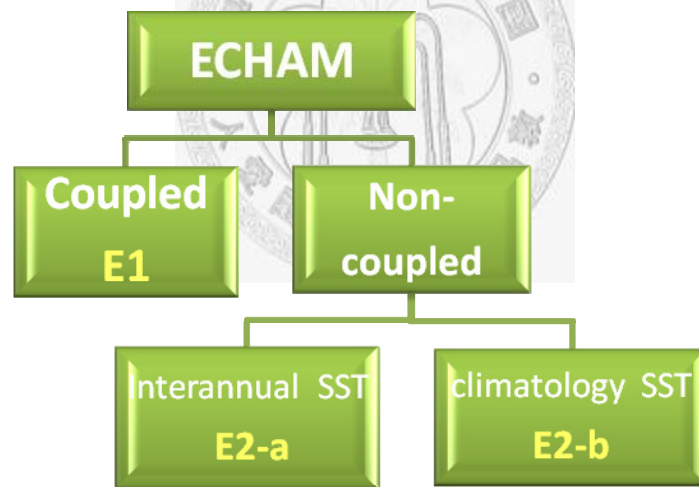 ECHAM
Coupled
E1
Non-
coupled
Interannual SST
E2-a
climatology SST
E2-b